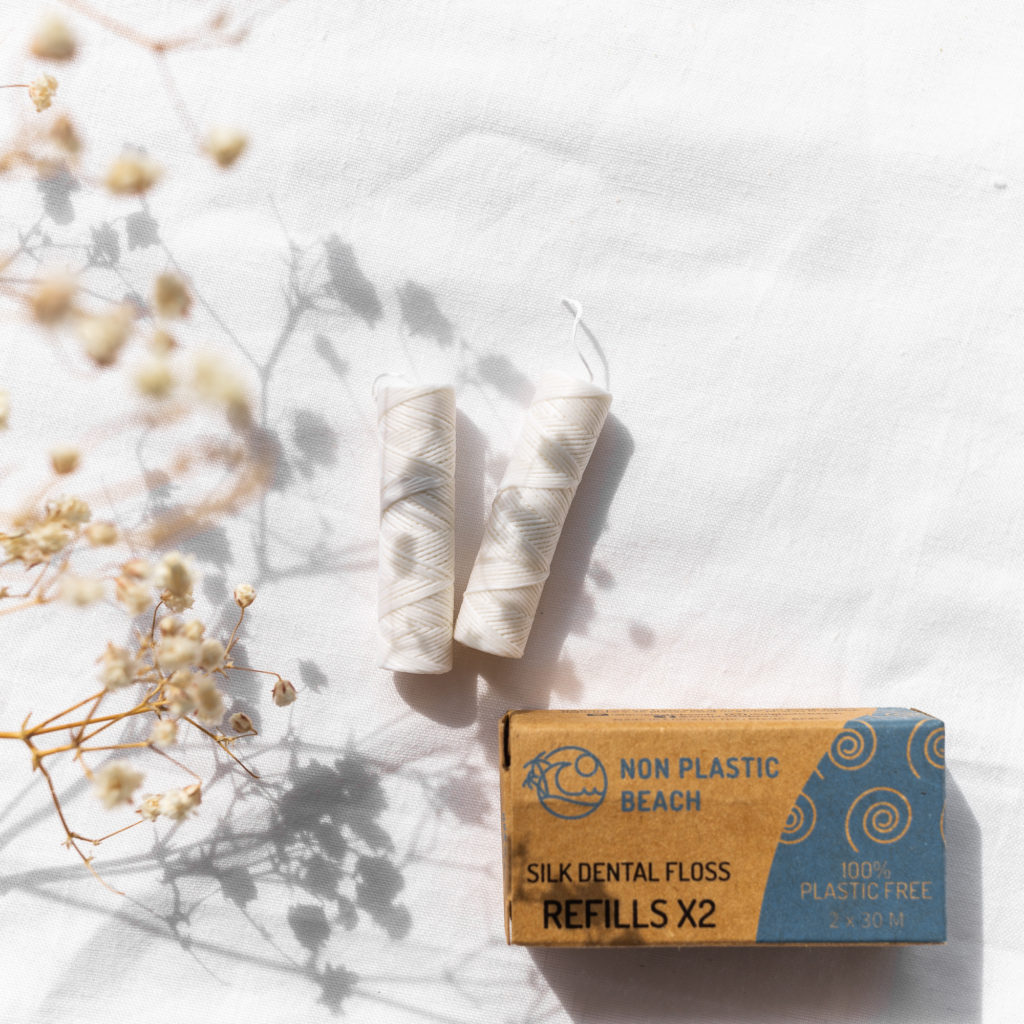 NON PLASTIC
BEACH
SILK DENTAL FLOSS
REFILLS X2
100%
PLASTIC FREE
2 x 30 M